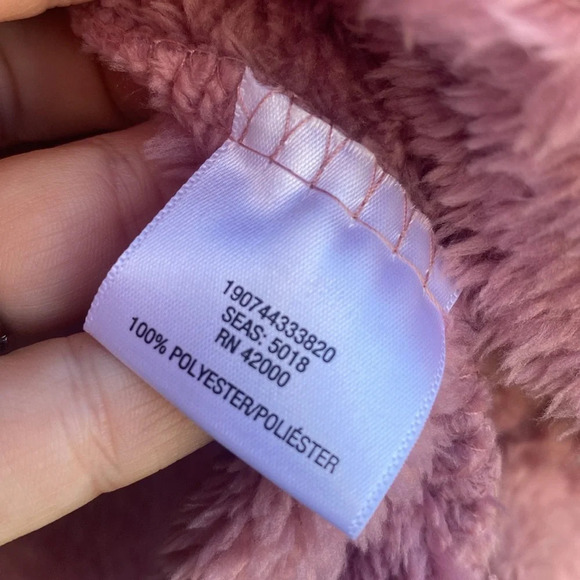 190744333820
SEAS: 5018
RN 42000
100% POLYESTER/POLIÉSTER